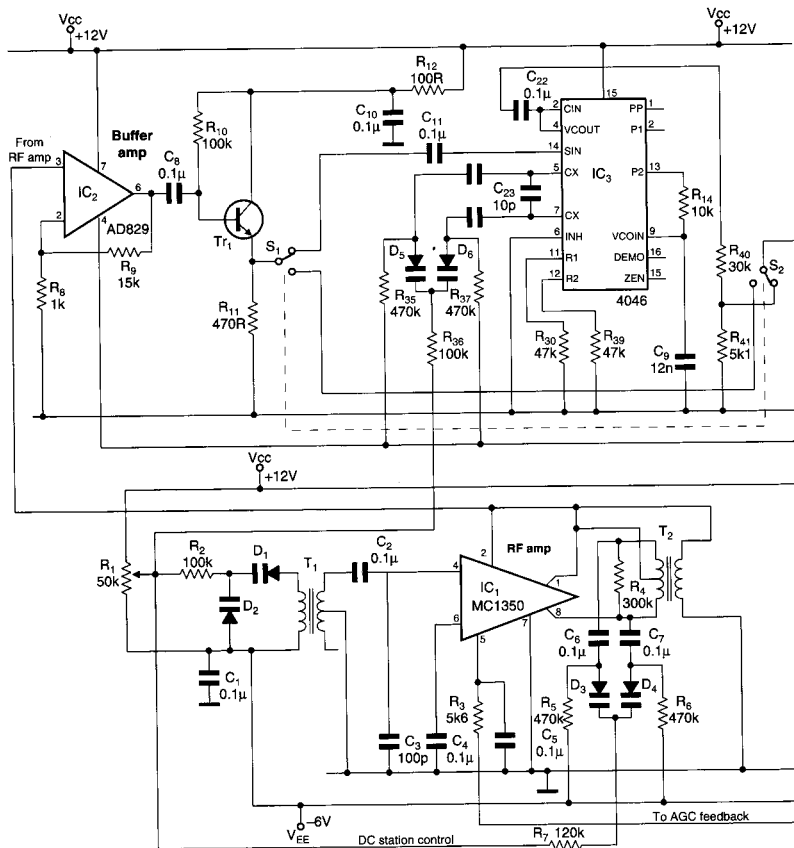 Vcc
+12V
Vcc
+12V
R12
100R
C22
0.1µ
15
2
CIN
PP
1
4
VCOUT
P1
2
14
SIN
IC3
5
CX
P2
13
7
CX
VCOIN
9
6
INH
DEMO
16
11
R1
ZEN
15
12
R2
4046
From
RF amp
Buffer
amp
3
7
IC2
6
2
4
AD829
C8
0.1µ
R10
100k
C10
0.1µ
C11
0.1µ
C23
10p
R14
10k
Tr1
S1
D5
D6
R40
30k
S2
R9
15k
R8
1k
R11
470R
R35
470k
R37
470k
R36
100k
R30
47k
R39
47k
C9
12n
R41
5k1
Vcc
+12V
R1
50k
R2
100k
D1
T1
C2
0.1µ
D2
C1
0.1µ
RF amp
2
4
IC1
MC1350
1
8
6
5
7
T2
R4
300k
C6
0.1µ
C7
0.1µ
D3
D4
R3
5k6
C3
100p
C4
0.1µ
C5
0.1µ
R5
470k
R6
470k
–6V
VEE
DC station control
R7 120k
To AGC feedback